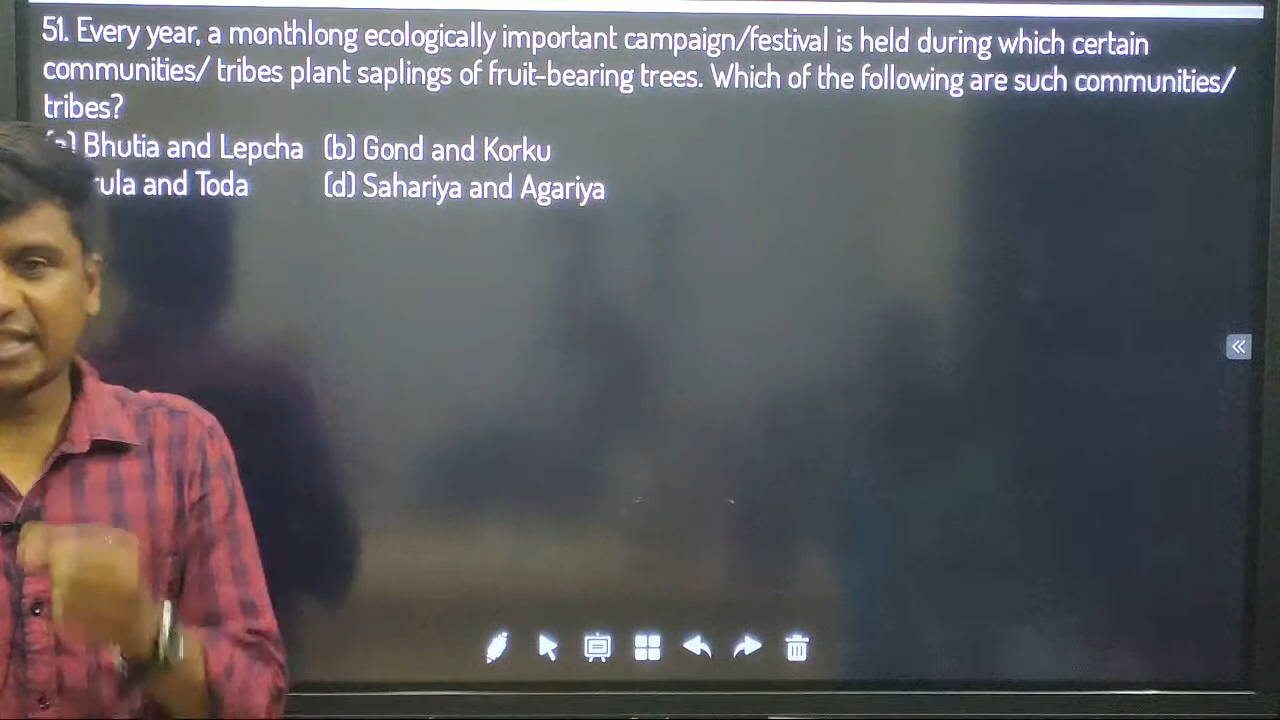 51. Every year, a monthlong ecologically important campaign/festival is held during which certain
communities/ tribes plant saplings of fruit-bearing trees. Which of the following are such communities/
tribes?
Bhutia and Lepcha (b) Gond and Korku
and Toda (d) Sahariya and Agariya